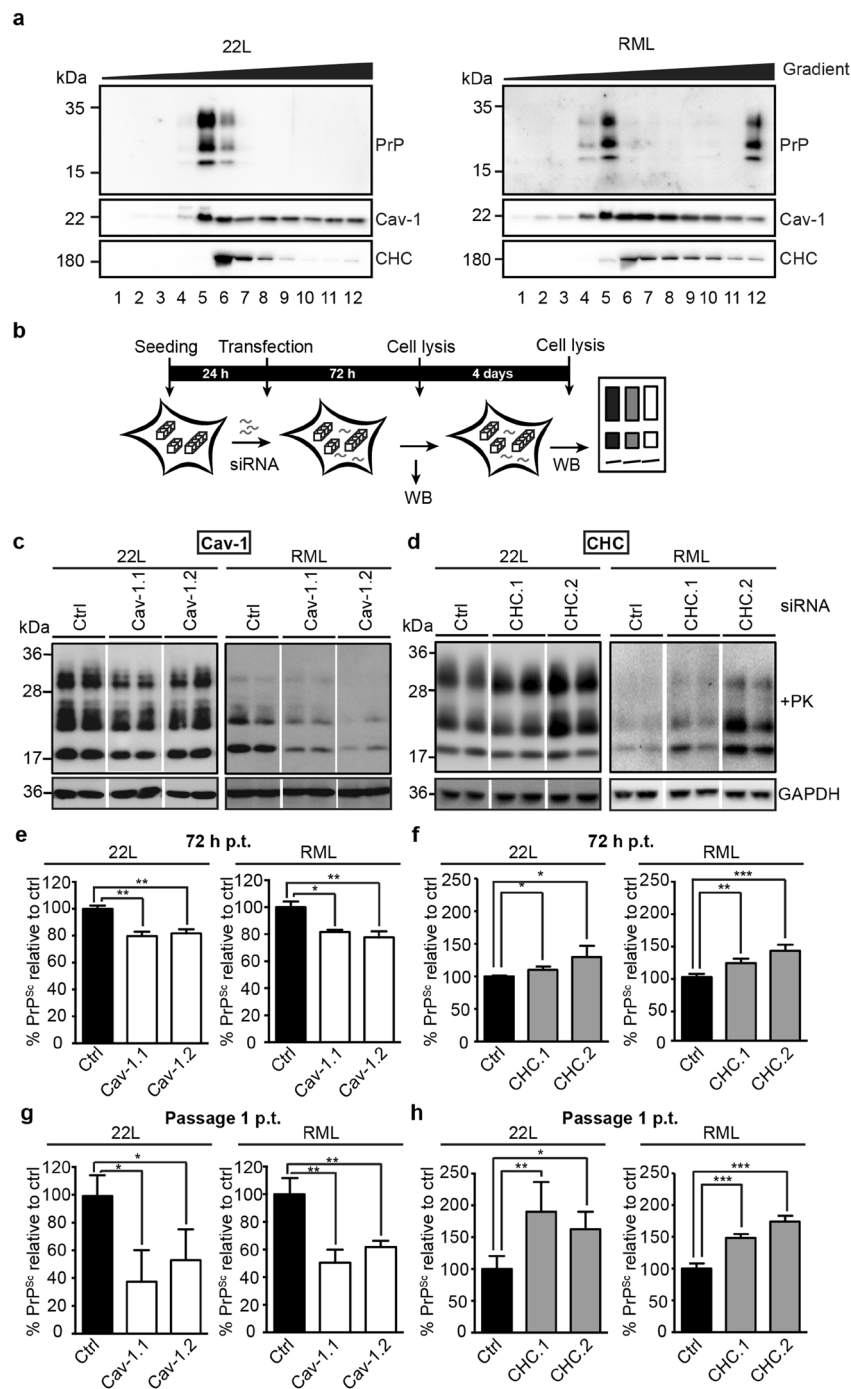 a
22L
RML
kDa
Gradient
35
15
PrP
22
Cav-1
180
CHC
1 2 3 4 5 6 7 8 9 10 11 12
kDa
35
15
PrP
22
Cav-1
180
CHC
1 2 3 4 5 6 7 8 9 10 11 12
b
Seeding Transfection Cell lysis Cell lysis
24 h 72 h 4 days
siRNA
WB
WB
c
Cav-1
22L RML
Ctrl Cav-1.1 Cav-1.2 Ctrl Cav-1.1 Cav-1.2
kDa
36
28
17
36
d
CHC
22L RML
Ctrl CHC.1 CHC.2 Ctrl CHC.1 CHC.2
siRNA
kDa
36
28
+PK
17
36
GAPDH
e
72 h p.t.
22L
% PrPSc relative to ctrl
120
100
80
60
40
20
0
**
**
Ctrl Cav-1.1 Cav-1.2
RML
% PrPSc relative to ctrl
120
100
80
60
40
20
0
**
*
Ctrl Cav-1.1 Cav-1.2
f
72 h p.t.
22L
% PrPSc relative to ctrl
250
200
150
100
50
0
*
*
Ctrl CHC.1 CHC.2
RML
% PrPSc relative to ctrl
250
200
150
100
50
0
***
**
Ctrl CHC.1 CHC.2
g
Passage 1 p.t.
22L
% PrPSc relative to ctrl
120
100
80
60
40
20
0
*
*
Ctrl Cav-1.1 Cav-1.2
RML
% PrPSc relative to ctrl
120
100
80
60
40
20
0
**
**
Ctrl Cav-1.1 Cav-1.2
h
Passage 1 p.t.
22L
% PrPSc relative to ctrl
250
200
150
100
50
0
*
**
Ctrl CHC.1 CHC.2
RML
% PrPSc relative to ctrl
250
200
150
100
50
0
***
***
Ctrl CHC.1 CHC.2